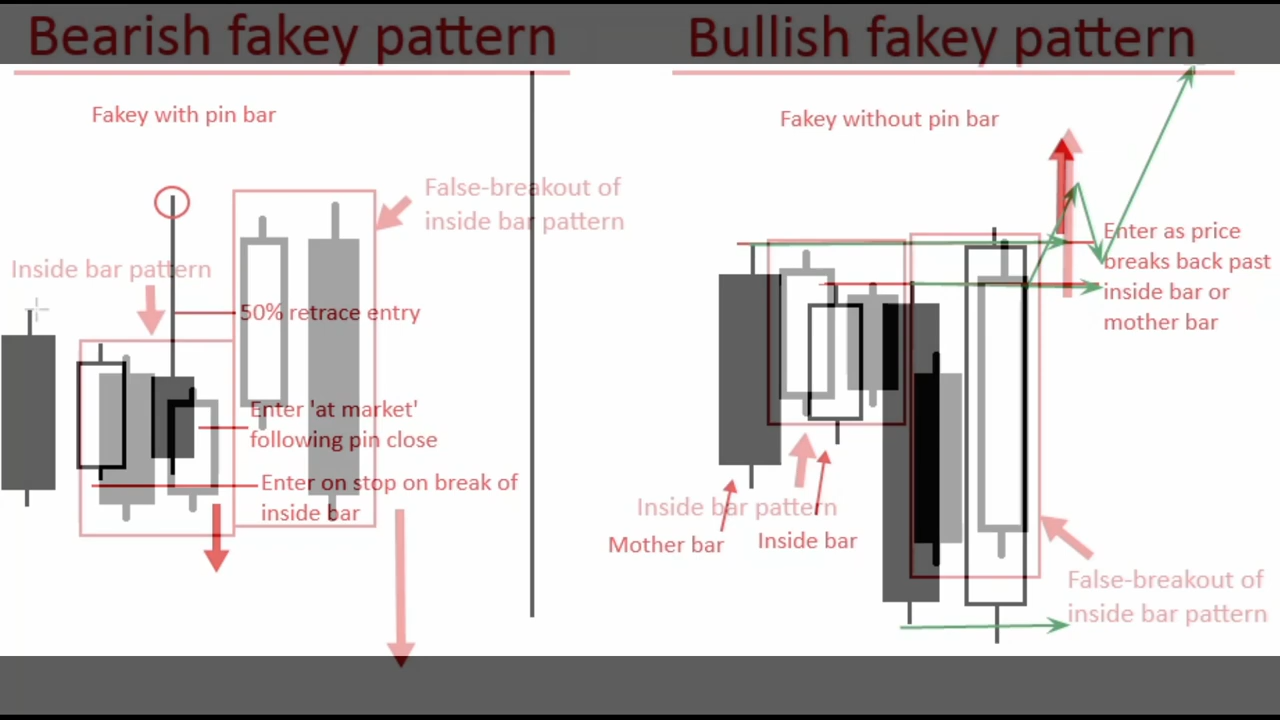 Bearish fakey pattern
Bullish fakey pattern
Fakey with pin bar
Fakey without pin bar
False-breakout of
inside bar pattern
Inside bar pattern
50% retrace entry
Enter 'at market'
following pin close
Enter on stop on break of
inside bar
Enter as price
breaks back past
inside bar or
mother bar
Inside bar pattern
Mother bar
Inside bar
False-breakout of
inside bar pattern